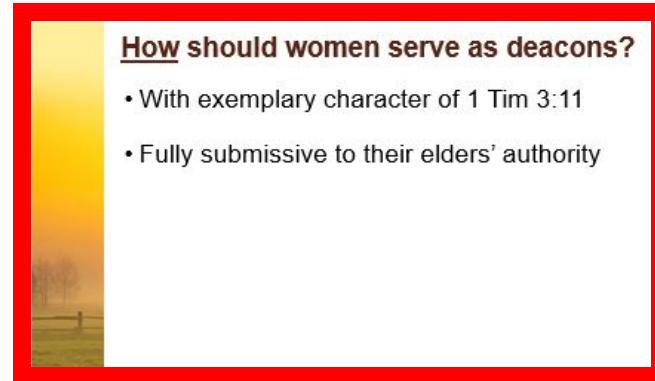 How should women serve as deacons?
• With exemplary character of 1 Tim 3:11
• Fully submissive to their elders’ authority